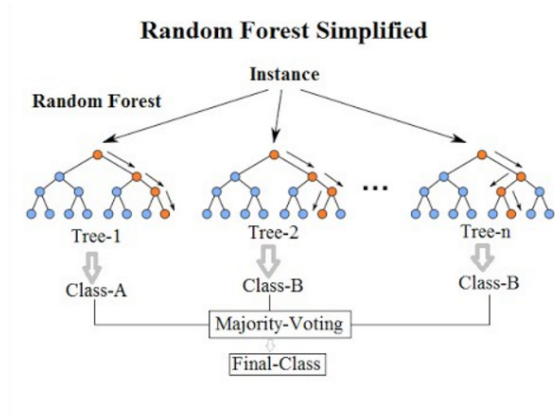 Random Forest Simplified
Instance
Random Forest
...
Tree-1
Tree-2
Tree-n
Class-A
Class-B
Class-B
Majority-Voting
Final-Class